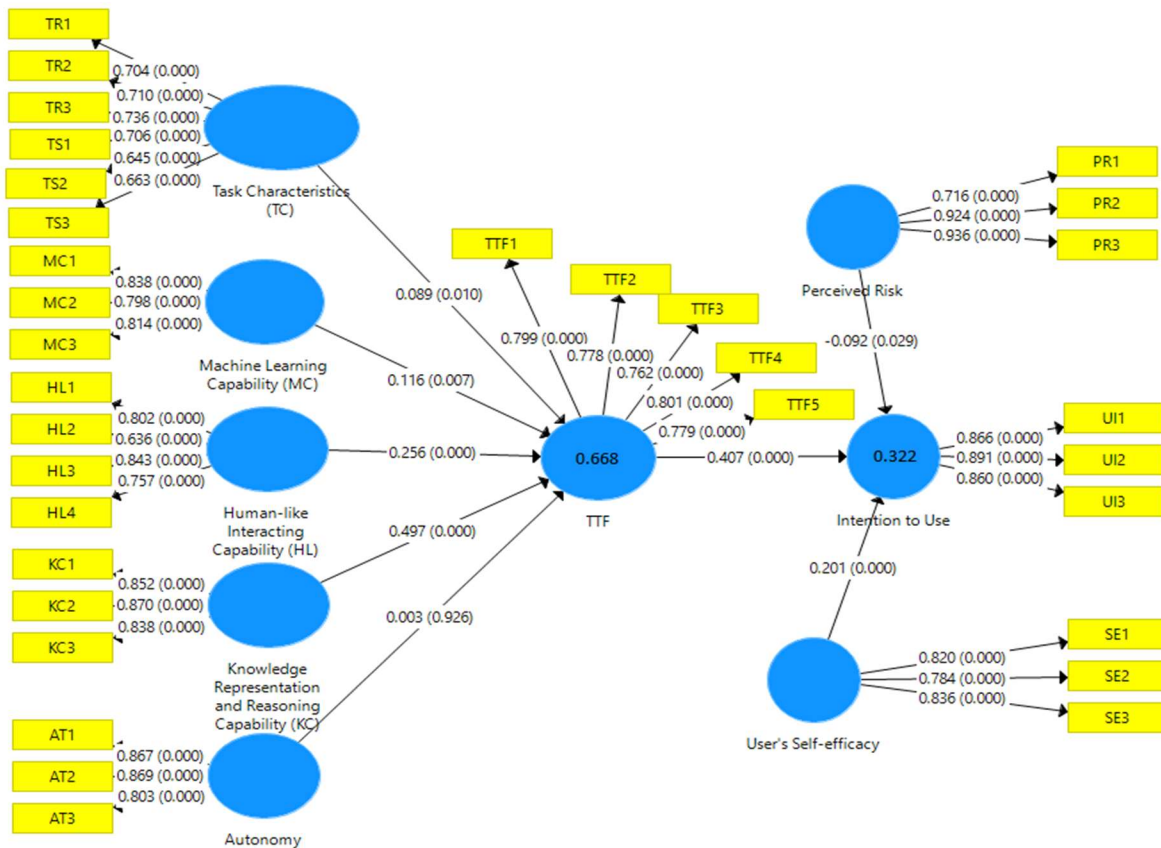 TR1
TR2
TR3
TS1
TS2
TS3
0.704 (0.000)
0.710 (0.000)
0.736 (0.000)
0.706 (0.000)
0.645 (0.000)
0.663 (0.000)
Task Characteristics
(TC)
MC1
MC2
MC3
0.838 (0.000)
0.798 (0.000)
0.814 (0.000)
Machine Learning
Capability (MC)
HL1
HL2
HL3
HL4
0.802 (0.000)
0.636 (0.000)
0.843 (0.000)
0.757 (0.000)
Human-like
Interacting
Capability (HL)
KC1
KC2
KC3
0.852 (0.000)
0.870 (0.000)
0.838 (0.000)
Knowledge
Representation
and Reasoning
Capability (KC)
AT1
AT2
AT3
0.867 (0.000)
0.869 (0.000)
0.803 (0.000)
Autonomy
0.089 (0.010)
0.116 (0.007)
0.256 (0.000)
0.497 (0.000)
0.003 (0.926)
TTF1
TTF2
TTF3
TTF4
TTF5
0.799 (0.000)
0.778 (0.000)
0.762 (0.000)
0.801 (0.000)
0.779 (0.000)
0.668
TTF
0.407 (0.000)
Perceived Risk
PR1
PR2
PR3
0.716 (0.000)
0.924 (0.000)
0.936 (0.000)
-0.092 (0.029)
0.322
Intention to Use
UI1
UI2
UI3
0.866 (0.000)
0.891 (0.000)
0.860 (0.000)
0.201 (0.000)
User's Self-efficacy
SE1
SE2
SE3
0.820 (0.000)
0.784 (0.000)
0.836 (0.000)